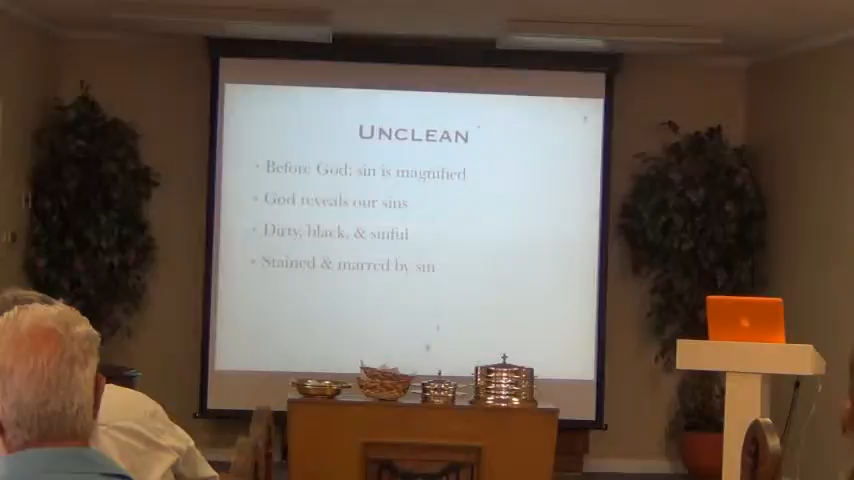 UNCLEAN
• Before God; sin is magnified
• God reveals our sins
• Dirty, black, & sinful
• Stained & marred by sin